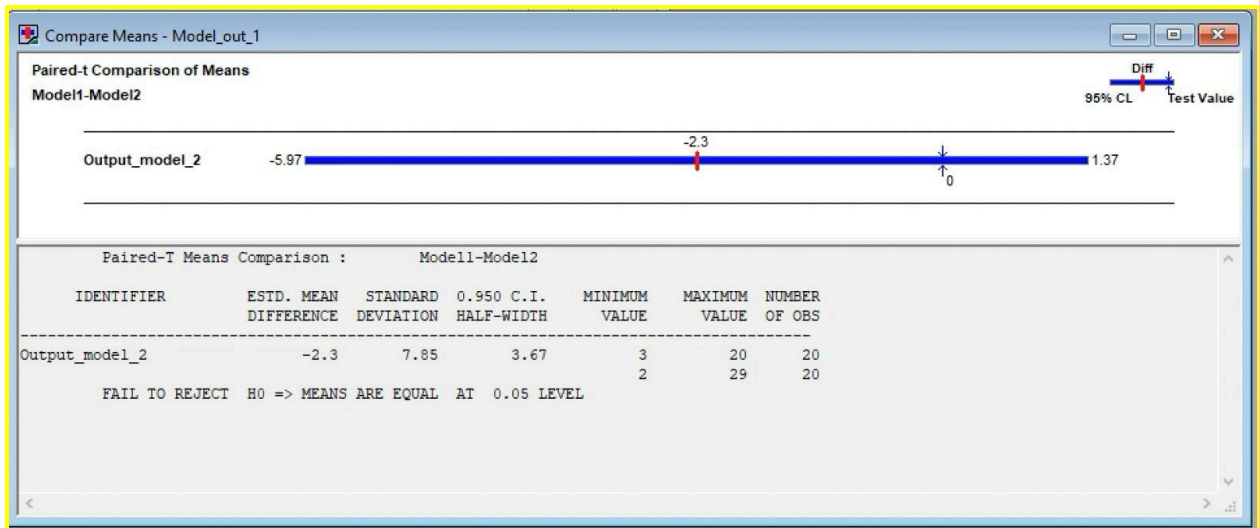 Compare Means - Model_out_1
Paired-t Comparison of Means
Model1-Model2
Diff
95% CL Test Value
-2.3
Output_model_2 -5.97 1.37
0
Paired-T Means Comparison : Model1-Model2
IDENTIFIER ESTD. MEAN STANDARD 0.950 C.I. MINIMUM MAXIMUM NUMBER
DIFFERENCE DEVIATION HALF-WIDTH VALUE VALUE OF OBS
Output_model_2 -2.3 7.85 3.67 3 20 20
2 29 20
FAIL TO REJECT H0 => MEANS ARE EQUAL AT 0.05 LEVEL